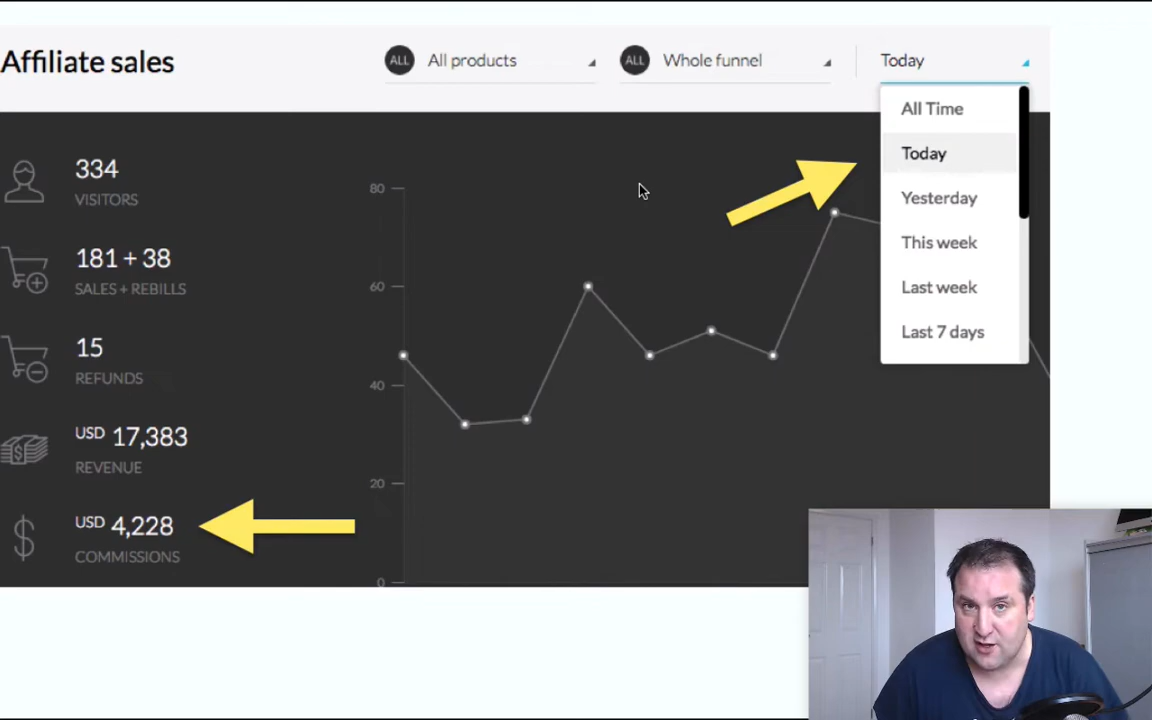 Affiliate sales
ALL All products
ALL Whole funnel
Today
All Time
Today
Yesterday
This week
Last week
Last 7 days
334
VISITORS
181 + 38
SALES + REBILLS
15
REFUNDS
USD 17,383
REVENUE
USD 4,228
COMMISSIONS
80
60
40
20
0